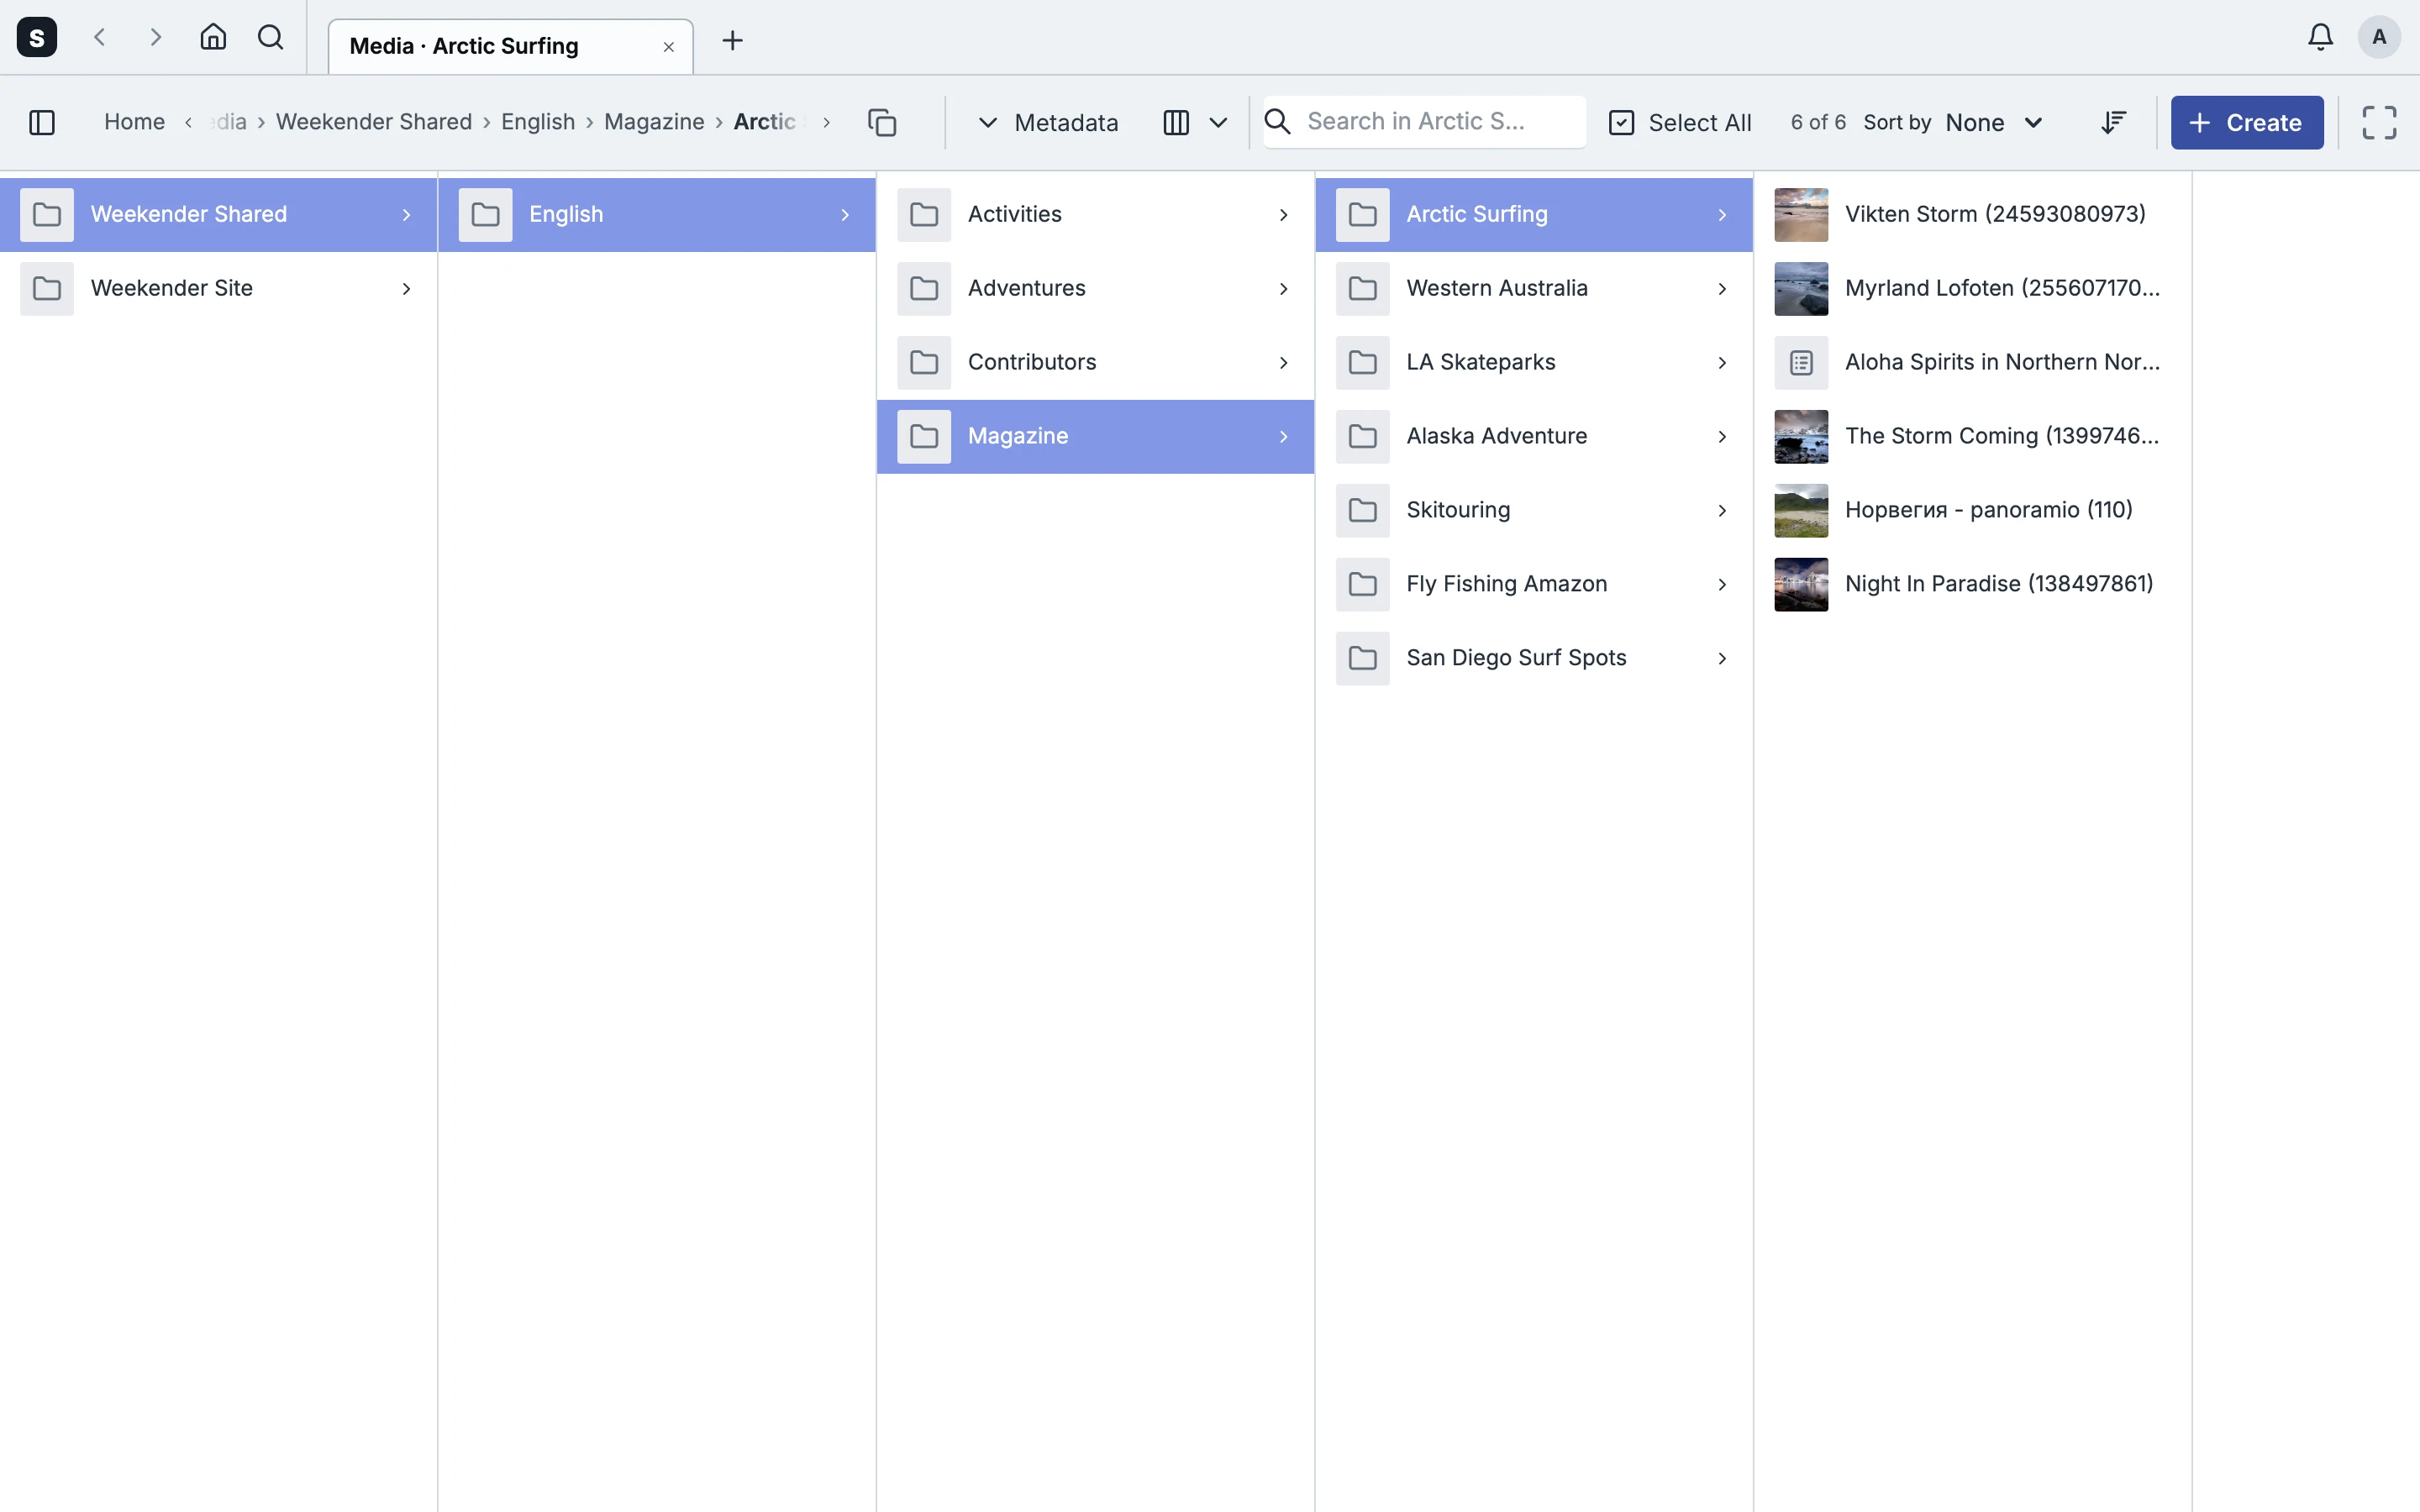 S
Media · Arctic Surfing
A
Home
edia
Weekender Shared
English
Magazine
Arctic
Metadata
Search in Arctic S...
Select All
6 of 6
Sort by
None
Create
Weekender Shared
Weekender Site
English
Activities
Adventures
Contributors
Magazine
Arctic Surfing
Western Australia
LA Skateparks
Alaska Adventure
Skitouring
Fly Fishing Amazon
San Diego Surf Spots
Vikten Storm (24593080973)
Myrland Lofoten (255607170...
Aloha Spirits in Northern Nor...
The Storm Coming (1399746...
Норвегия - panoramio (110)
Night In Paradise (138497861)